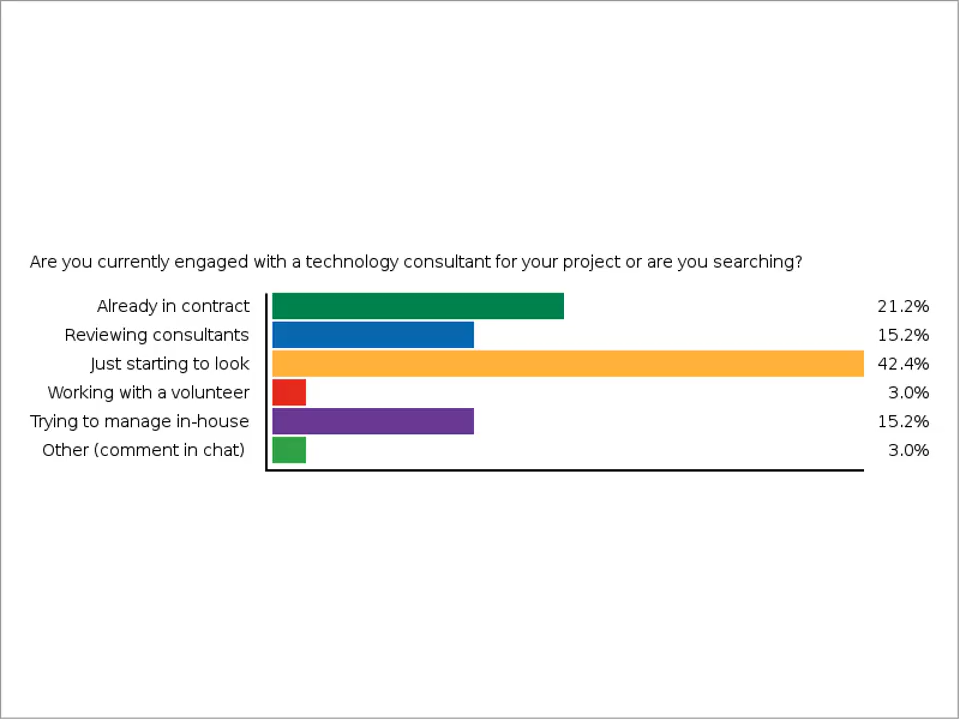 Are you currently engaged with a technology consultant for your project or are you searching?
Already in contract 21.2%
Reviewing consultants 15.2%
Just starting to look 42.4%
Working with a volunteer 3.0%
Trying to manage in-house 15.2%
Other (comment in chat) 3.0%